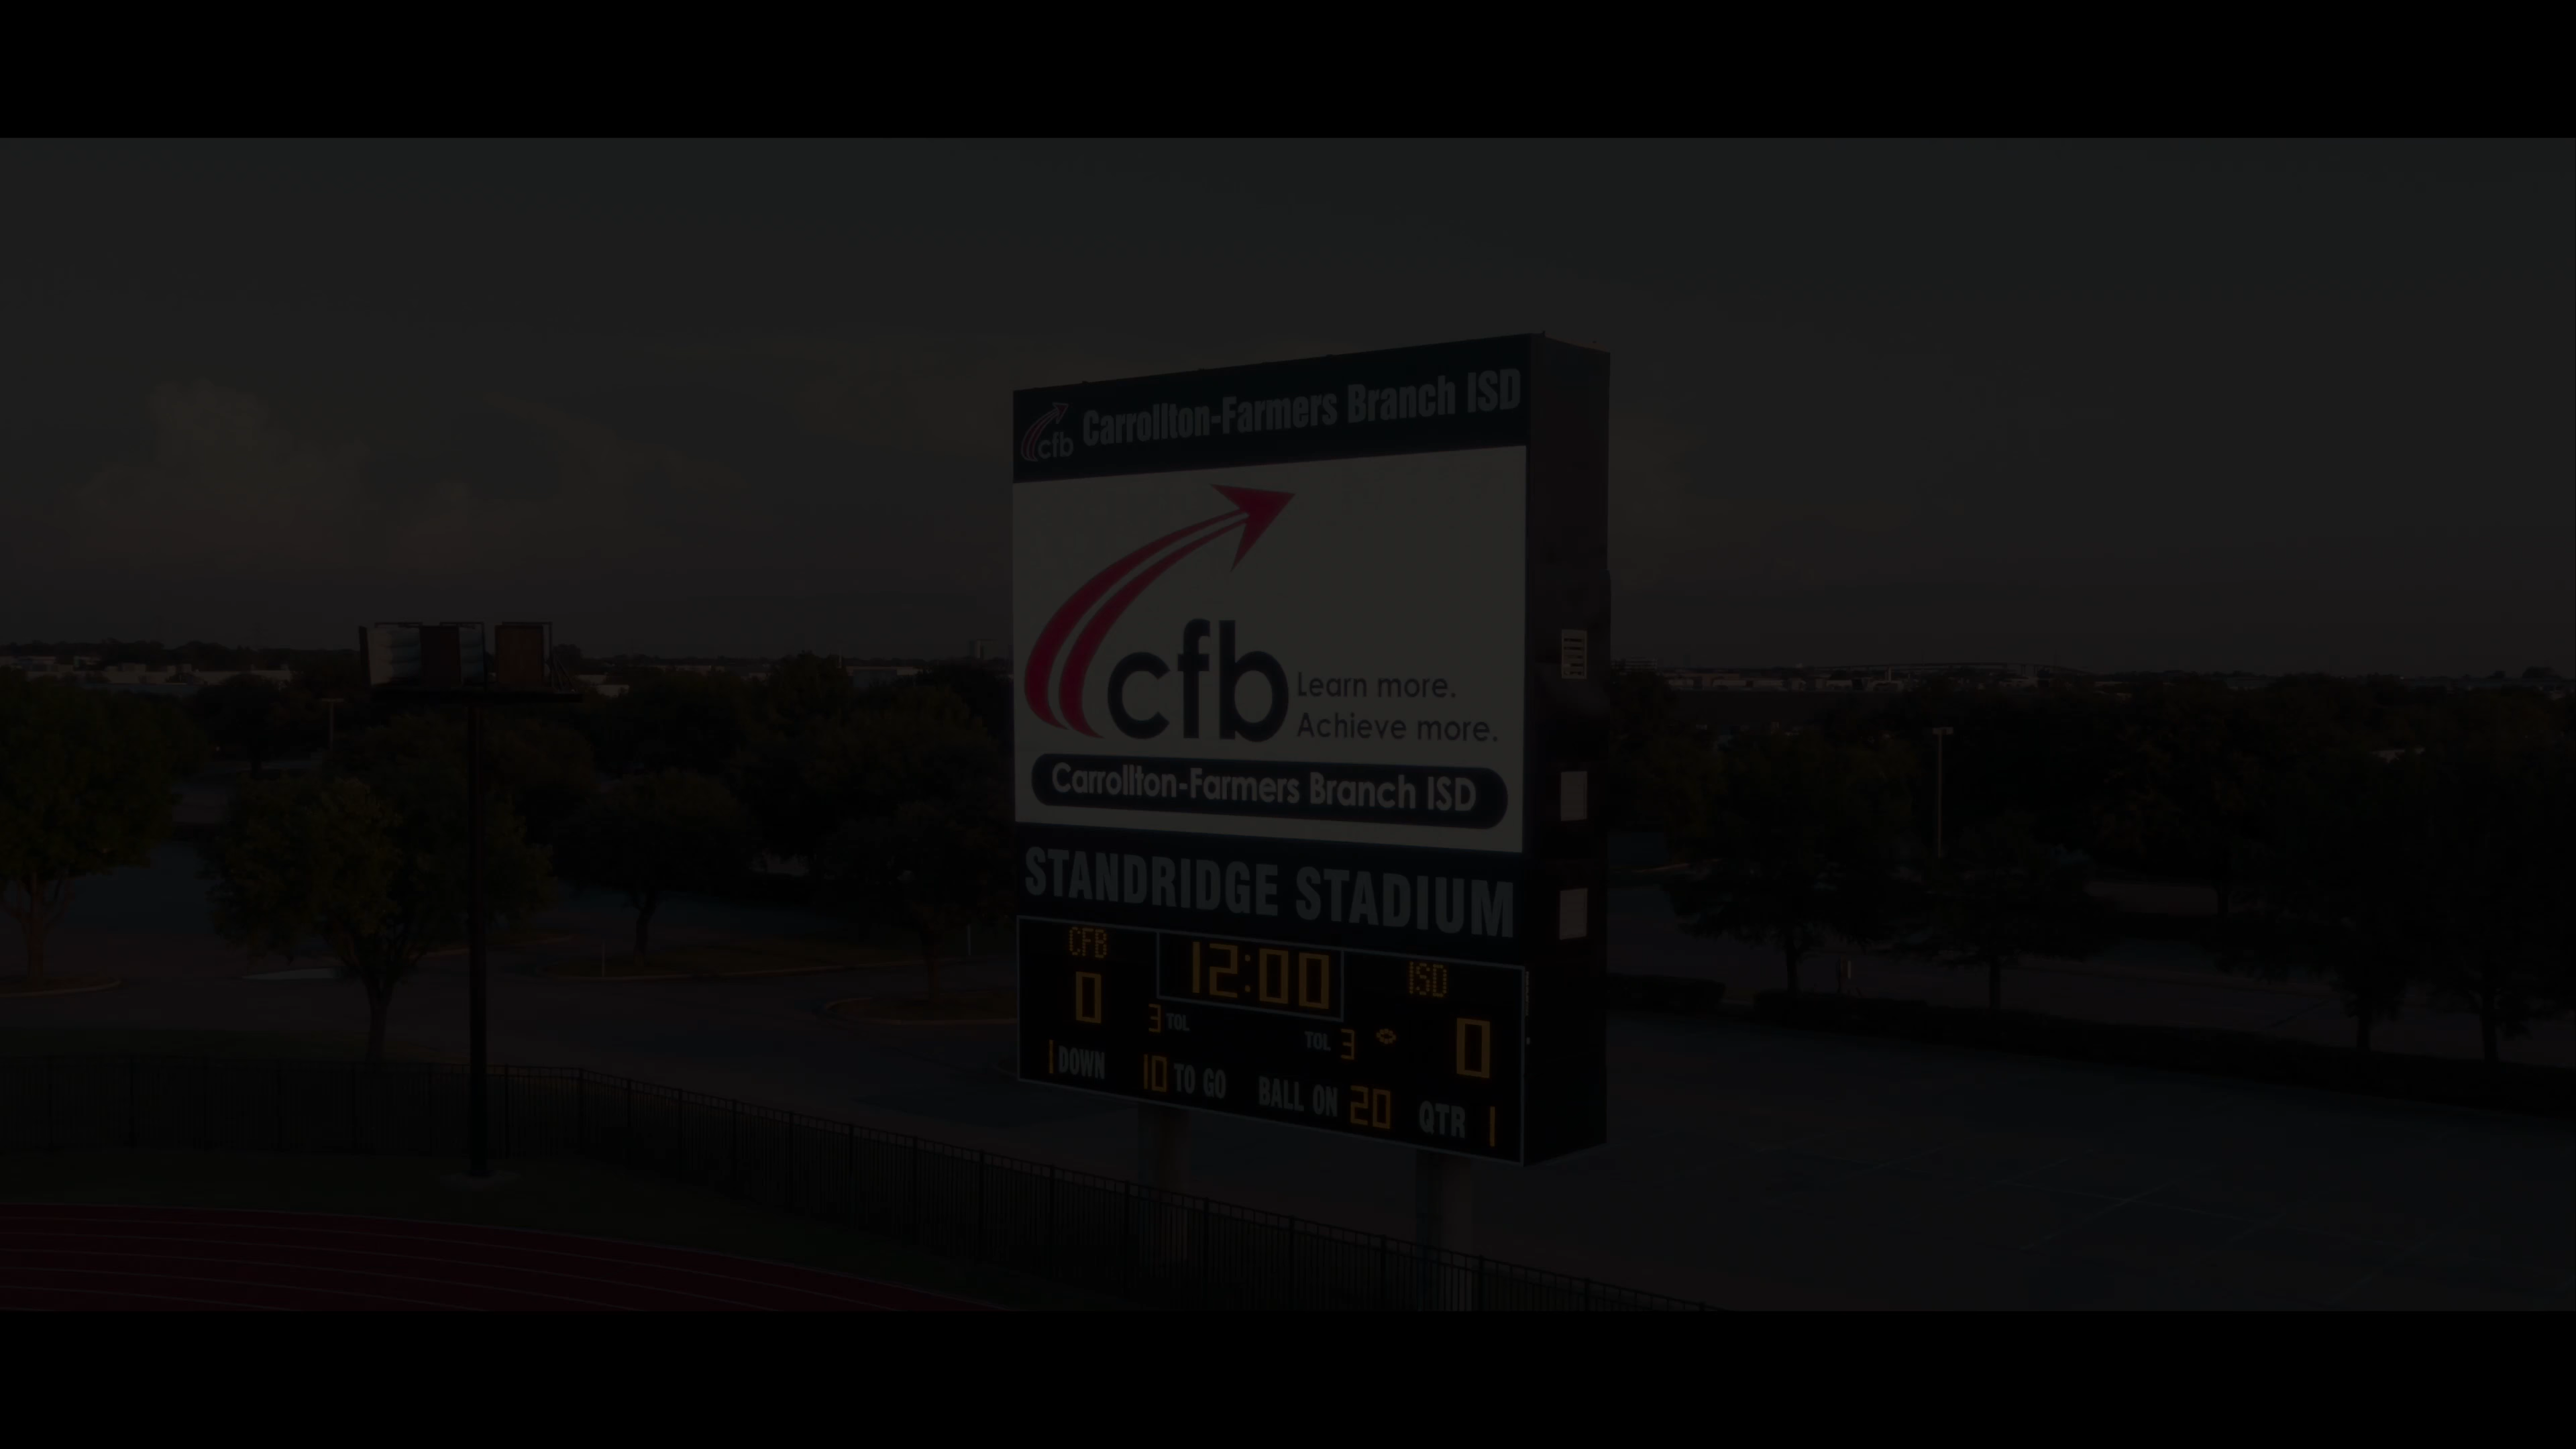 cfb Carrollton-Farmers Branch ISD
cfb
Learn more.
Achieve more.
Carrollton-Farmers Branch ISD
STANDRIDGE STADIUM
CFB 12:00 ISD
0 3 TOL TOL 3 0
1 DOWN 10 TO GO BALL ON 20 QTR 1